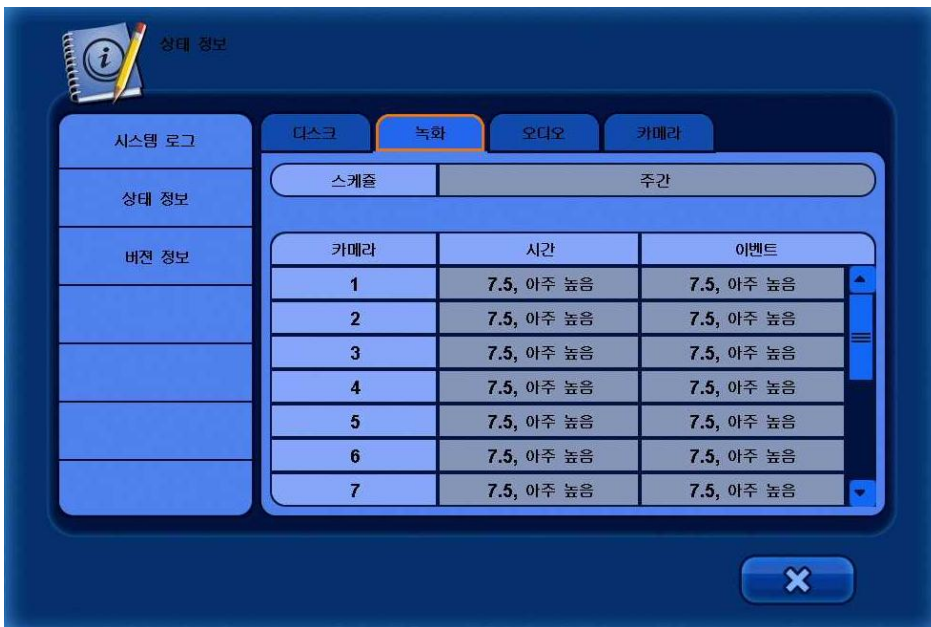 상태 정보
시스템 로그
상태 정보
버젼 정보
디스크 녹화 오디오 카메라
스케쥴 주간
카메라 시간 이벤트
1 7.5, 아주 높음 7.5, 아주 높음
2 7.5, 아주 높음 7.5, 아주 높음
3 7.5, 아주 높음 7.5, 아주 높음
4 7.5, 아주 높음 7.5, 아주 높음
5 7.5, 아주 높음 7.5, 아주 높음
6 7.5, 아주 높음 7.5, 아주 높음
7 7.5, 아주 높음 7.5, 아주 높음